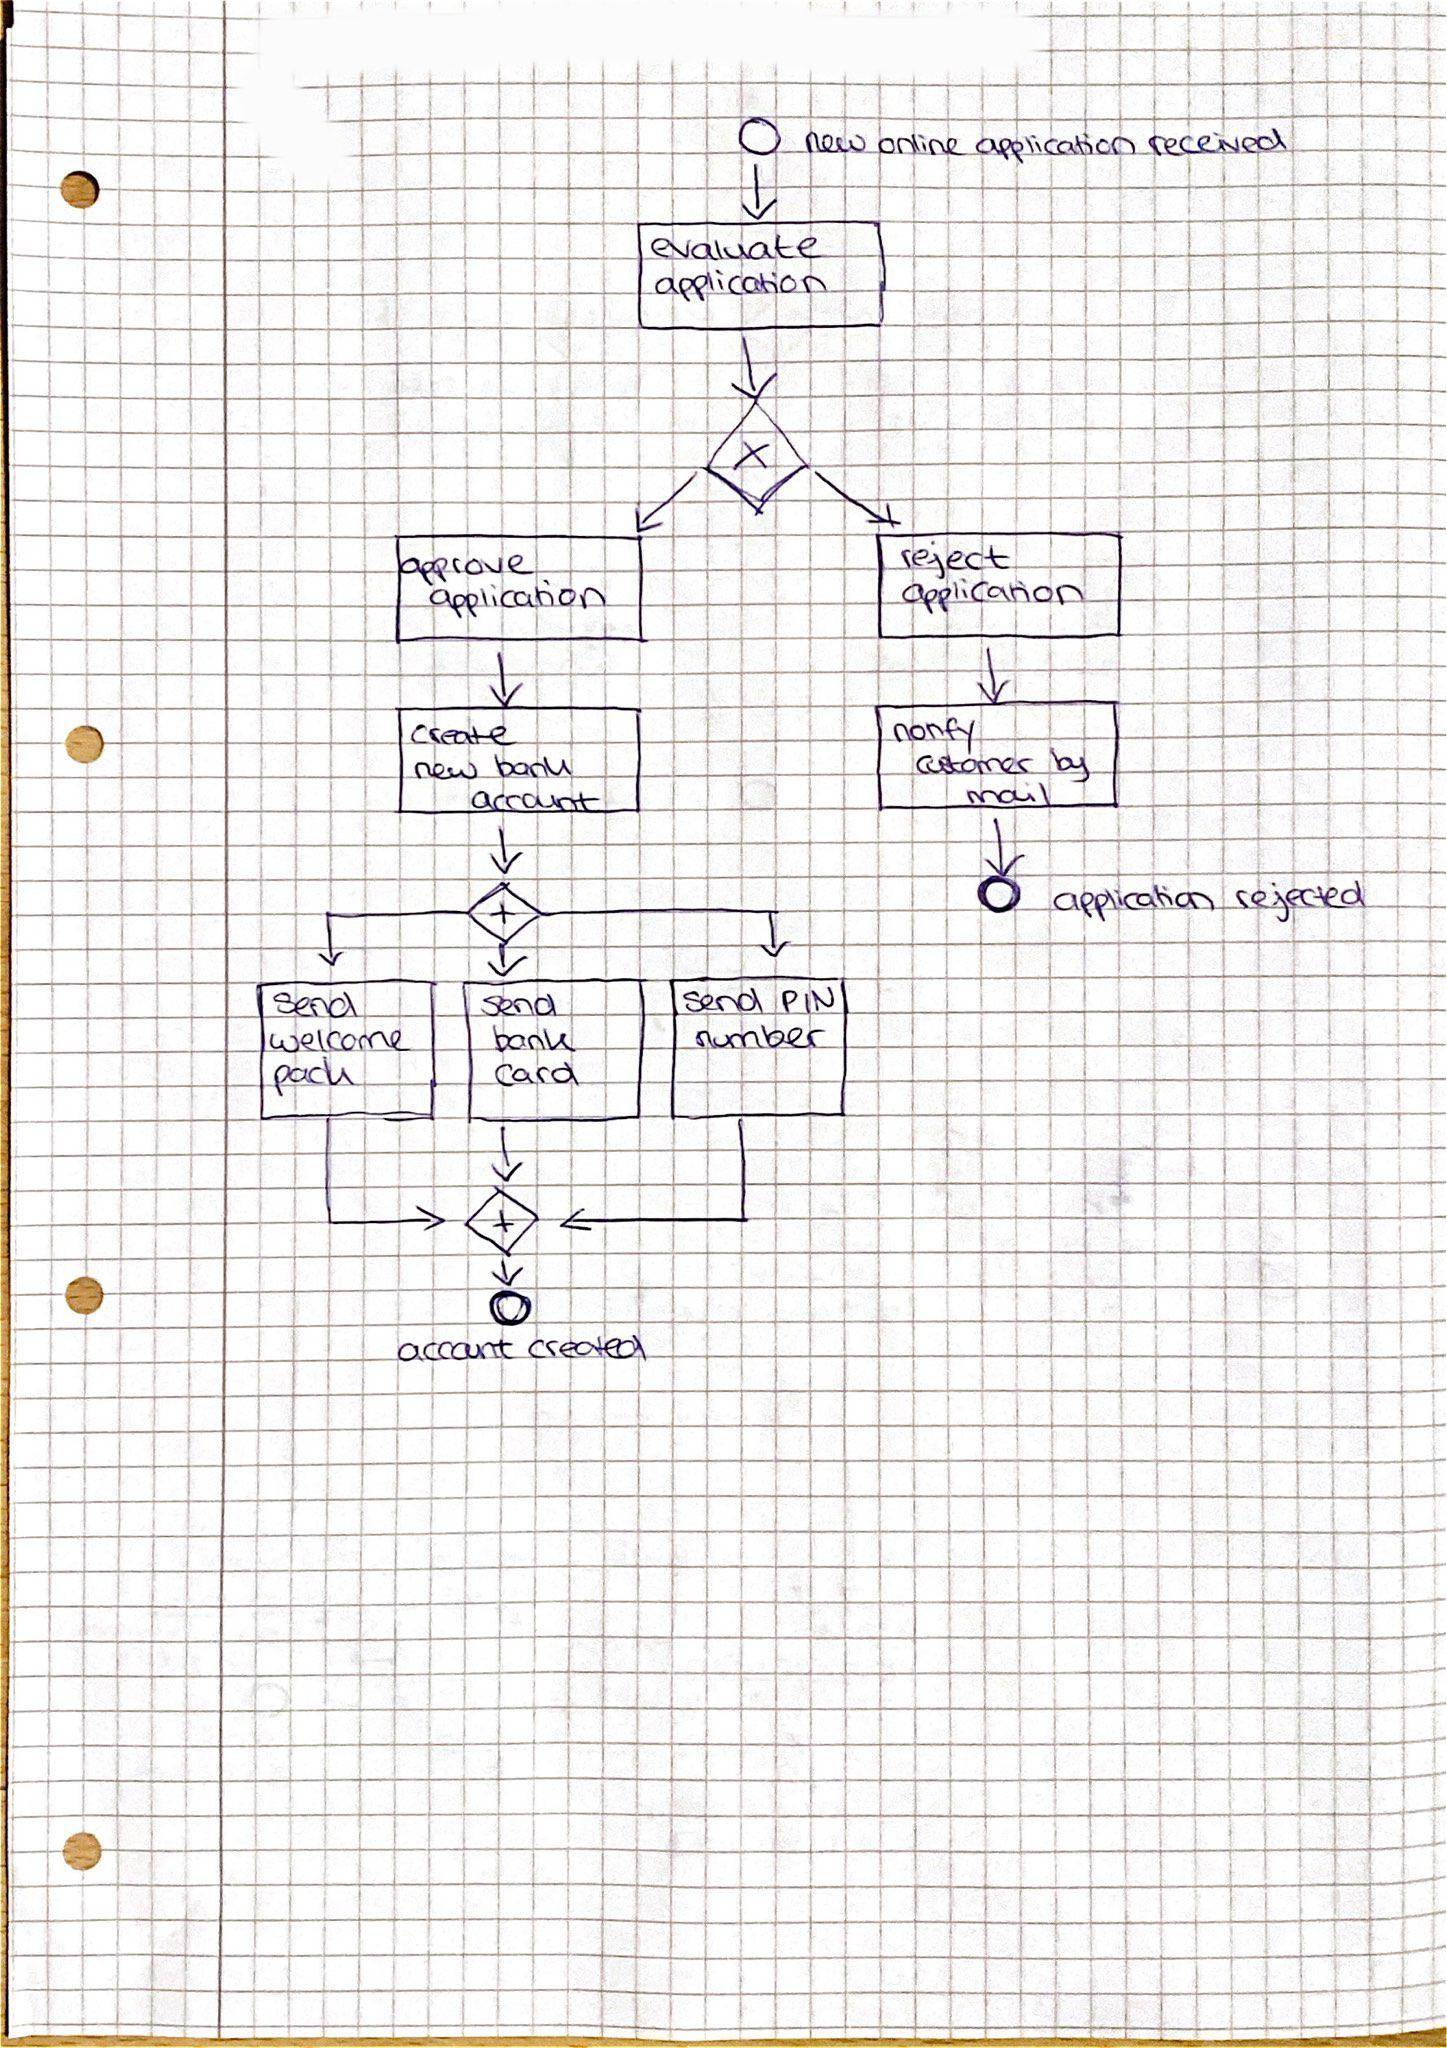 new online application received
evaluate
application
X
approve
application
reject
application
create
new bank
account
notify
customer by
mail
+
application rejected
send
welcome
pack
send
bank
card
send PIN
number
+
account created